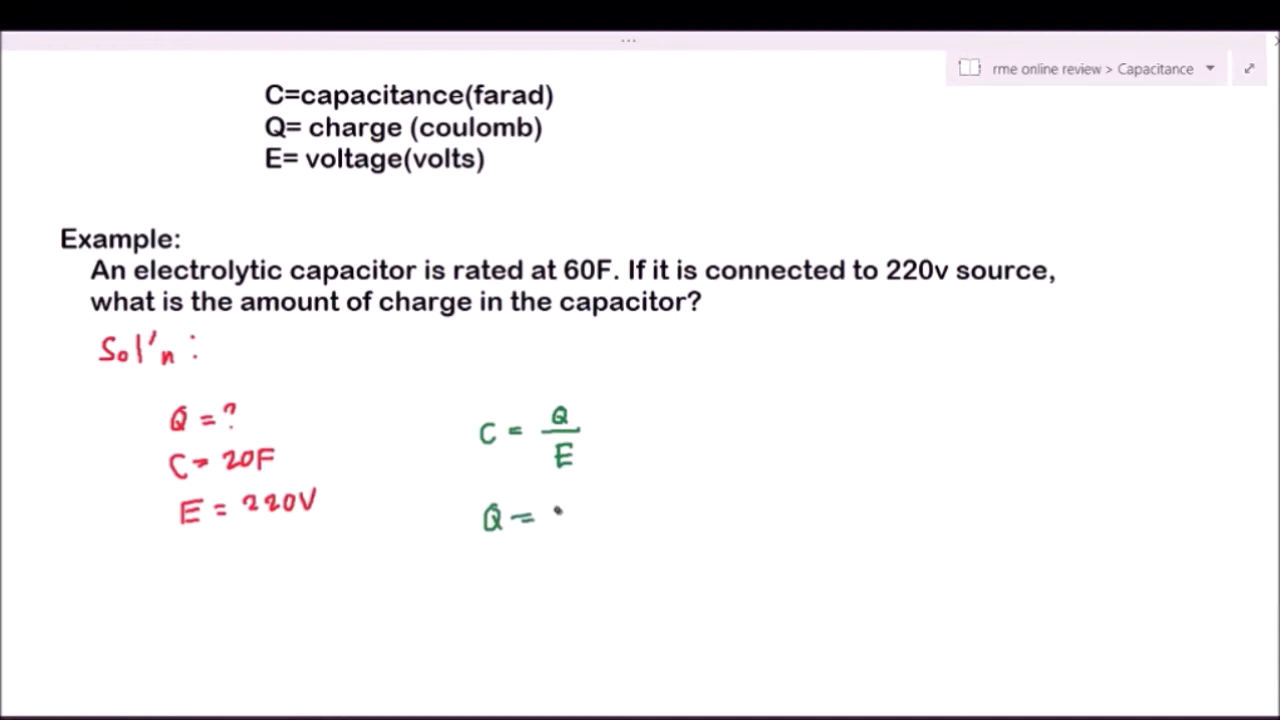 ...
rme online review > Capacitance
C=capacitance(farad)
Q= charge (coulomb)
E= voltage(volts)
Example:
An electrolytic capacitor is rated at 60F. If it is connected to 220v source,
what is the amount of charge in the capacitor?
Sol'n :
Q = ?
C = 20F
E = 220V
C = Q
E
Q =